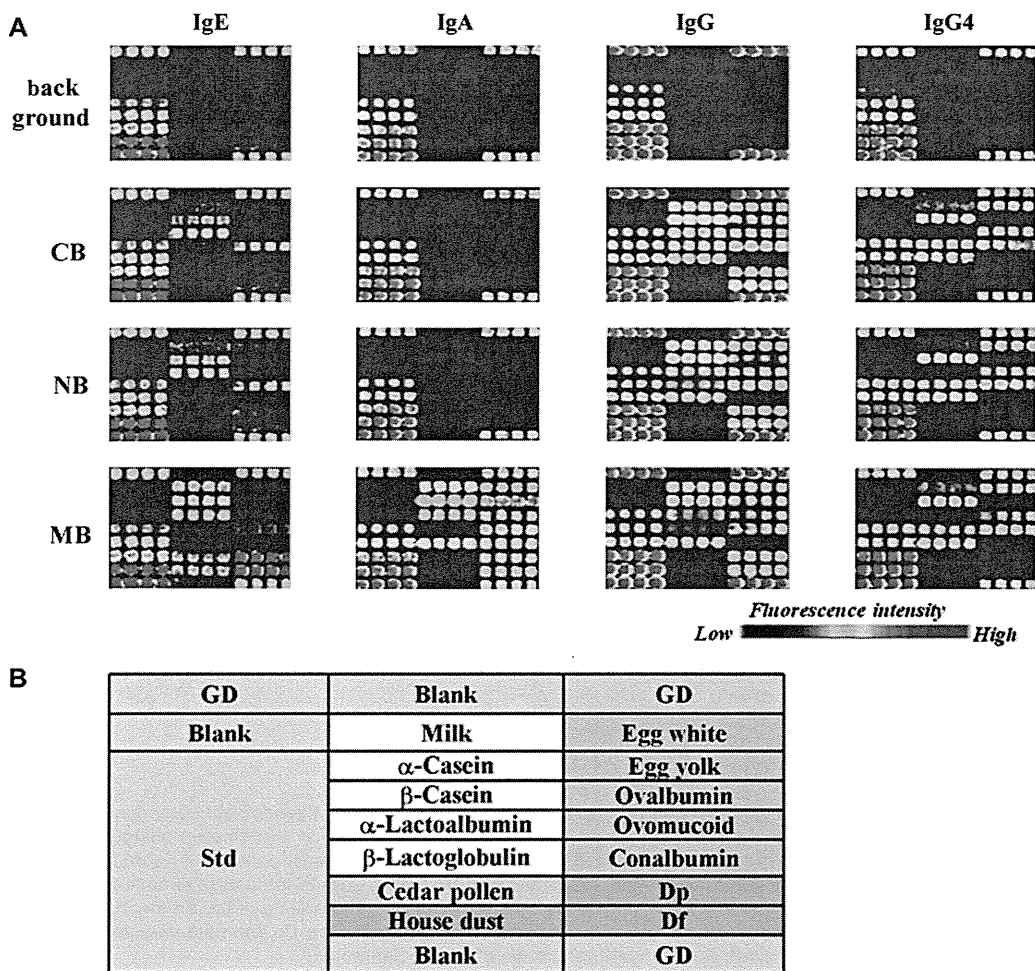 A
IgE IgA IgG IgG4
back
ground
CB
NB
MB
Fluorescence intensity
Low High
B
GD Blank GD
Blank Milk Egg white
α-Casein Egg yolk
β-Casein Ovalbumin
α-Lactoalbumin Ovomucoid
Std
β-Lactoglobulin Conalbumin
Cedar pollen Dp
House dust Df
Blank GD